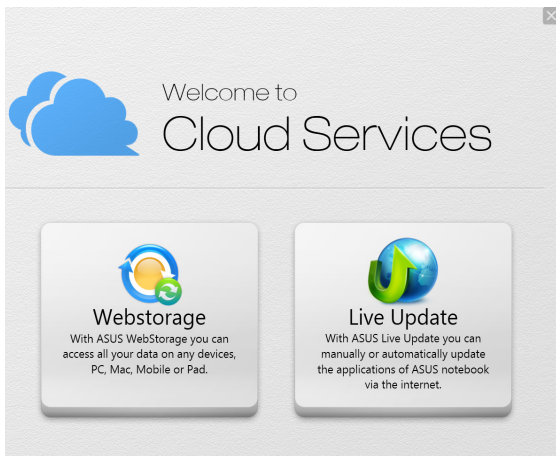 Welcome to
Cloud Services
Webstorage
With ASUS WebStorage you can
access all your data on any devices,
PC, Mac, Mobile or Pad.
Live Update
With ASUS Live Update you can
manually or automatically update
the applications of ASUS notebook
via the internet.